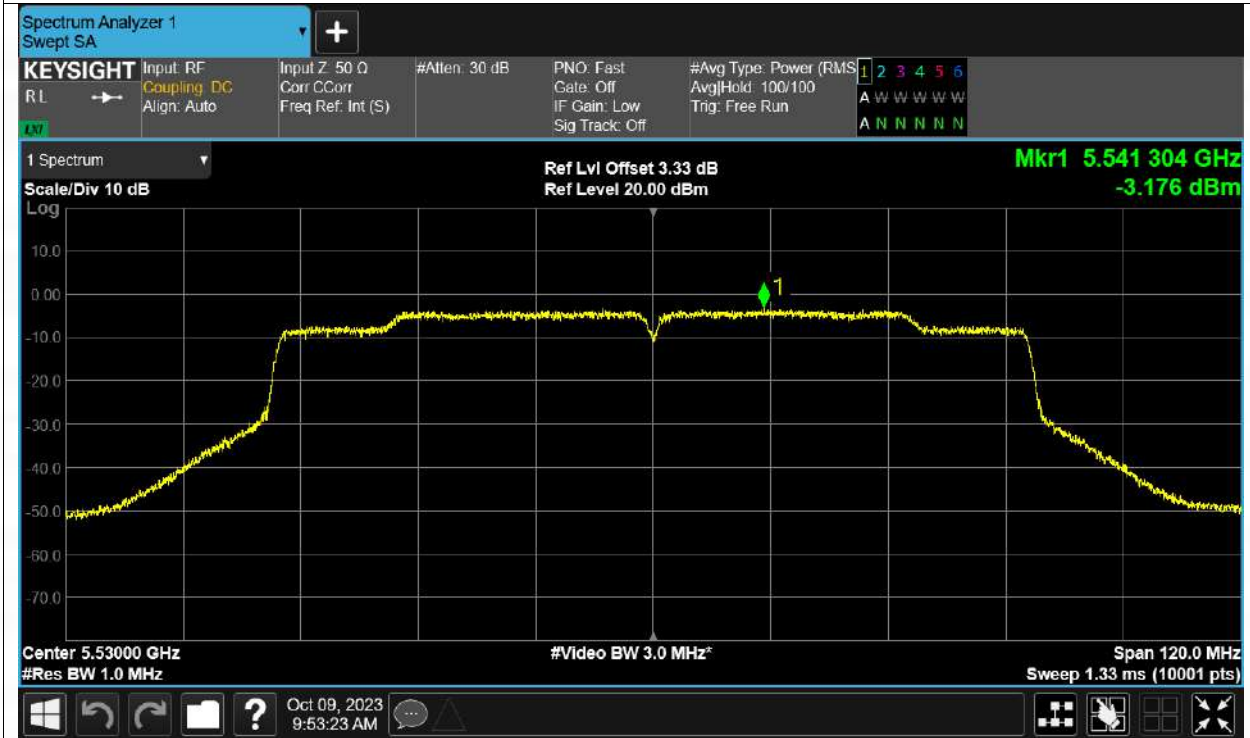 Spectrum Analyzer 1
Swept SA
+
KEYSIGHT
RL
LXI
Input: RF
Coupling: DC
Align: Auto
Input Z: 50 Ω
Corr CCorr
Freq Ref: Int (S)
#Atten: 30 dB
PNO: Fast
Gate: Off
IF Gain: Low
Sig Track: Off
#Avg Type: Power (RMS
Avg|Hold: 100/100
Trig: Free Run
1 2 3 4 5 6
A W W W W W
A N N N N N
1 Spectrum
Scale/Div 10 dB
Log
Ref Lvl Offset 3.33 dB
Ref Level 20.00 dBm
Mkr1 5.541 304 GHz
-3.176 dBm
10.0
0.00
-10.0
-20.0
-30.0
-40.0
-50.0
-60.0
-70.0
1
Center 5.53000 GHz
#Res BW 1.0 MHz
#Video BW 3.0 MHz*
Span 120.0 MHz
Sweep 1.33 ms (10001 pts)
?
Oct 09, 2023
9:53:23 AM